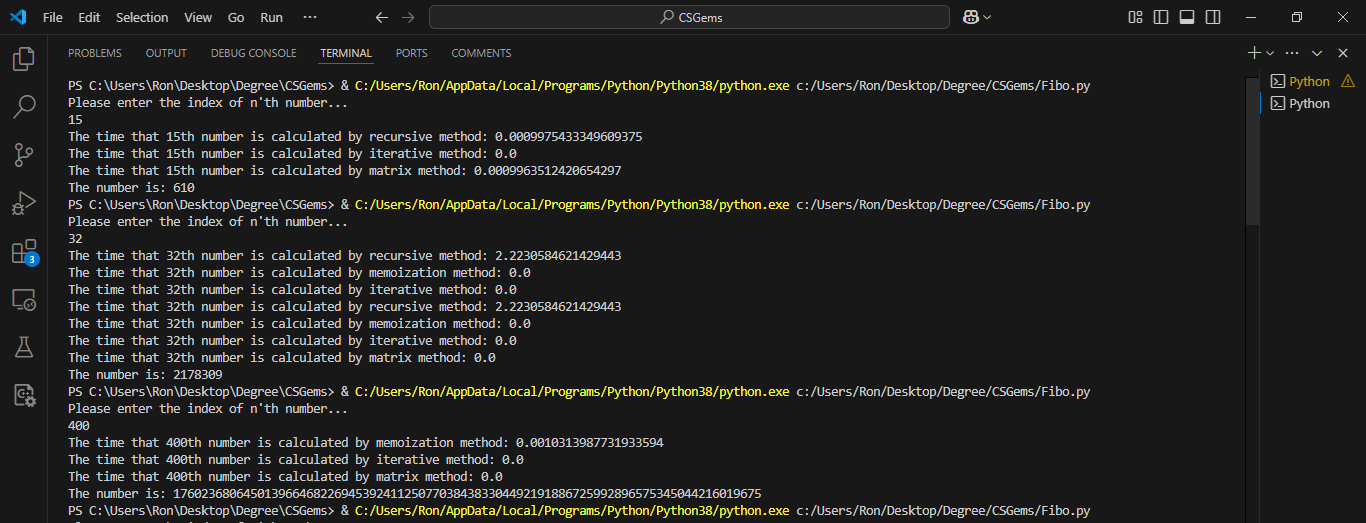 File Edit Selection View Go Run ··· CSGems
PROBLEMS OUTPUT DEBUG CONSOLE TERMINAL PORTS COMMENTS
PS C:\Users\Ron\Desktop\Degree\CSGems> & C:/Users/Ron/AppData/Local/Programs/Python/Python38/python.exe c:/Users/Ron/Desktop/Degree/CSGems/Fibo.py
Please enter the index of n'th number...
15
The time that 15th number is calculated by recursive method: 0.0009975433349609375
The time that 15th number is calculated by iterative method: 0.0
The time that 15th number is calculated by matrix method: 0.0009963512420654297
The number is: 610
PS C:\Users\Ron\Desktop\Degree\CSGems> & C:/Users/Ron/AppData/Local/Programs/Python/Python38/python.exe c:/Users/Ron/Desktop/Degree/CSGems/Fibo.py
Please enter the index of n'th number...
32
The time that 32th number is calculated by recursive method: 2.2230584621429443
The time that 32th number is calculated by memoization method: 0.0
The time that 32th number is calculated by iterative method: 0.0
The time that 32th number is calculated by recursive method: 2.2230584621429443
The time that 32th number is calculated by memoization method: 0.0
The time that 32th number is calculated by iterative method: 0.0
The time that 32th number is calculated by matrix method: 0.0
The number is: 2178309
PS C:\Users\Ron\Desktop\Degree\CSGems> & C:/Users/Ron/AppData/Local/Programs/Python/Python38/python.exe c:/Users/Ron/Desktop/Degree/CSGems/Fibo.py
Please enter the index of n'th number...
400
The time that 400th number is calculated by memoization method: 0.0010313987731933594
The time that 400th number is calculated by iterative method: 0.0
The time that 400th number is calculated by matrix method: 0.0
The number is: 176023680645013966468226945392411250770384383304492191886725992896575345044216019675
PS C:\Users\Ron\Desktop\Degree\CSGems> & C:/Users/Ron/AppData/Local/Programs/Python/Python38/python.exe c:/Users/Ron/Desktop/Degree/CSGems/Fibo.py
Python
Python
3